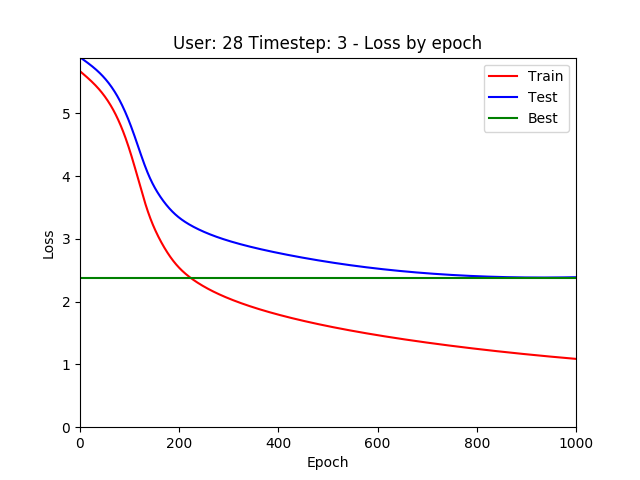 User: 28 Timestep: 3 - Loss by epoch
Train
Test
Best
Loss
5
4
3
2
1
0
0 200 400 600 800 1000
Epoch